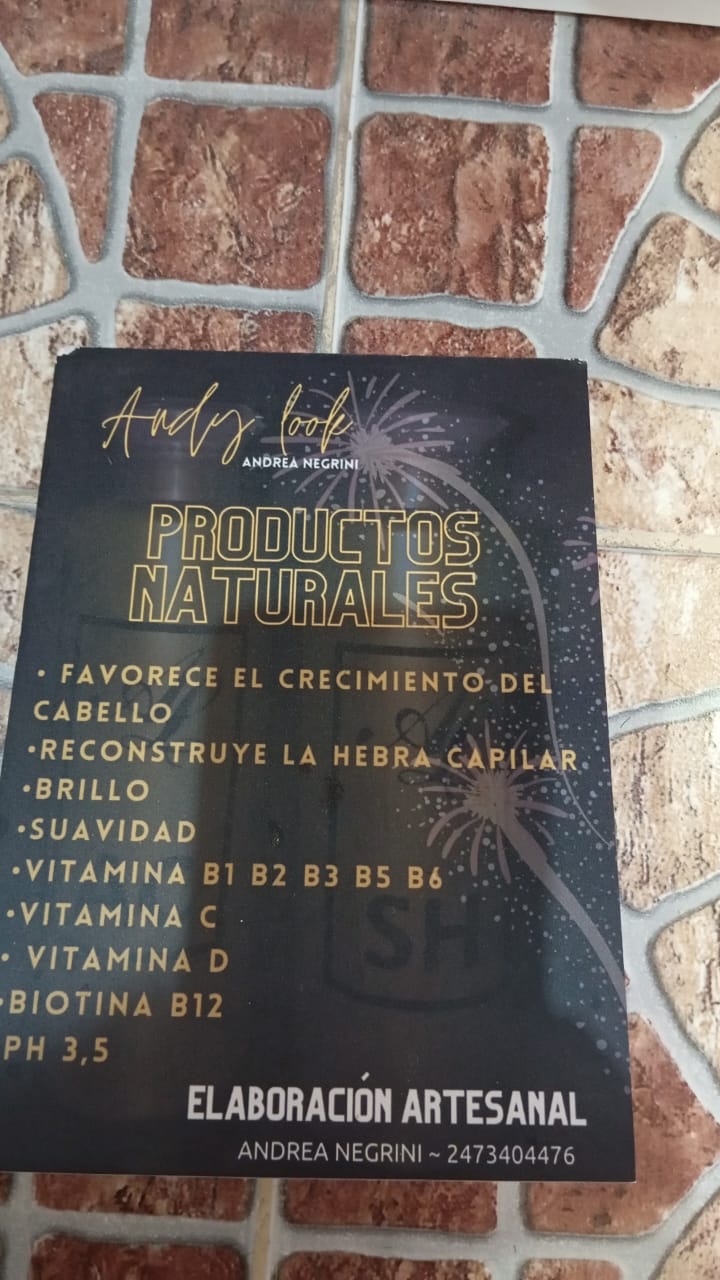 Andy look
ANDREA NEGRINI
PRODUCTOS
NATURALES
• FAVORECE EL CRECIMIENTO DEL
CABELLO
•RECONSTRUYE LA HEBRA CAPILAR
•BRILLO
•SUAVIDAD
•VITAMINA B1 B2 B3 B5 B6
•VITAMINA C
• VITAMINA D
•BIOTINA B12
PH 3,5
SH
ELABORACIÓN ARTESANAL
ANDREA NEGRINI ~ 2473404476